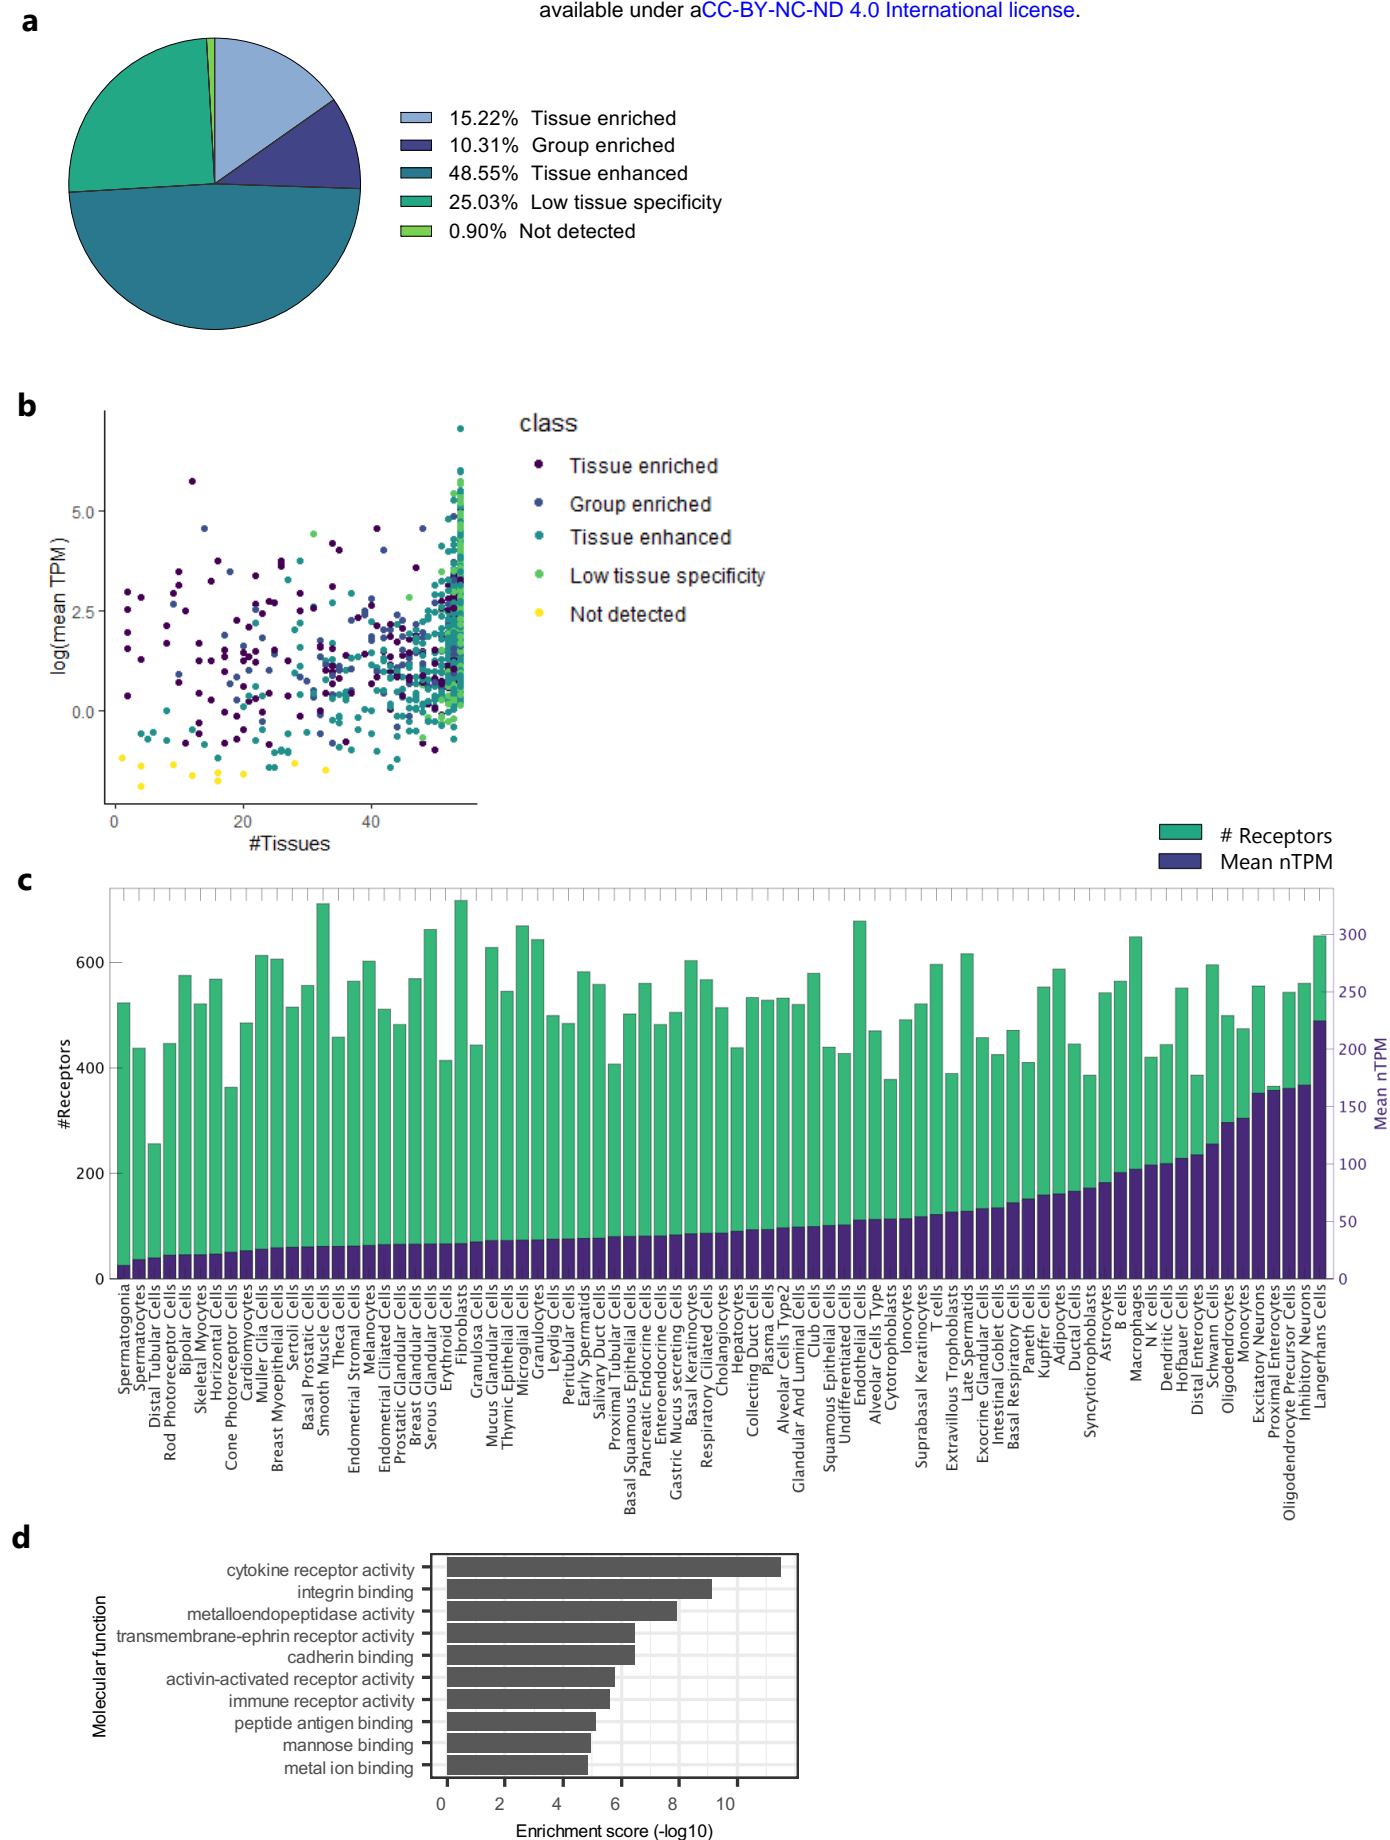 available under aCC-BY-NC-ND 4.0 International license.
a
15.22% Tissue enriched
10.31% Group enriched
48.55% Tissue enhanced
25.03% Low tissue specificity
0.90% Not detected
b
class
Tissue enriched
Group enriched
Tissue enhanced
Low tissue specificity
Not detected
log(mean TPM)
5.0
2.5
0.0
0
20
40
#Tissues
# Receptors
Mean nTPM
c
#Receptors
600
400
200
0
300
250
200
150
100
50
0
Mean nTPM
Spermatogonia
Spermatocytes
Distal Tubular Cells
Rod Photoreceptor Cells
Bipolar Cells
Skeletal Myocytes
Horizontal Cells
Cone Photoreceptor Cells
Cardiomyocytes
Muller Glia Cells
Breast Myoepithelial Cells
Sertoli Cells
Basal Prostatic Cells
Smooth Muscle Cells
Theca Cells
Endometrial Stromal Cells
Melanocytes
Endometrial Ciliated Cells
Prostatic Glandular Cells
Breast Glandular Cells
Serous Glandular Cells
Erythroid Cells
Fibroblasts
Granulosa Cells
Mucus Glandular Cells
Thymic Epithelial Cells
Microglial Cells
Granulocytes
Leydig Cells
Peritubular Cells
Early Spermatids
Salivary Duct Cells
Proximal Tubular Cells
Basal Squamous Epithelial Cells
Pancreatic Endocrine Cells
Enteroendocrine Cells
Gastric Mucus secreting Cells
Basal Keratinocytes
Respiratory Ciliated Cells
Cholangiocytes
Hepatocytes
Collecting Duct Cells
Plasma Cells
Alveolar Cells Type2
Glandular And Luminal Cells
Club Cells
Squamous Epithelial Cells
Undifferentiated Cells
Endothelial Cells
Alveolar Cells Type
Cytotrophoblasts
Ionocytes
Suprabasal Keratinocytes
T cells
Extravillous Trophoblasts
Late Spermatids
Exocrine Glandular Cells
Intestinal Goblet Cells
Basal Respiratory Cells
Paneth Cells
Kupffer Cells
Adipocytes
Ductal Cells
Syncytiotrophoblasts
Astrocytes
B cells
Macrophages
N K cells
Dendritic Cells
Hofbauer Cells
Distal Enterocytes
Schwann Cells
Oligodendrocytes
Monocytes
Excitatory Neurons
Proximal Enterocytes
Oligodendrocyte Precursor Cells
Inhibitory Neurons
Langerhans Cells
d
Molecular function
cytokine receptor activity
integrin binding
metalloendopeptidase activity
transmembrane-ephrin receptor activity
cadherin binding
activin-activated receptor activity
immune receptor activity
peptide antigen binding
mannose binding
metal ion binding
0
2
4
6
8
10
Enrichment score (-log10)